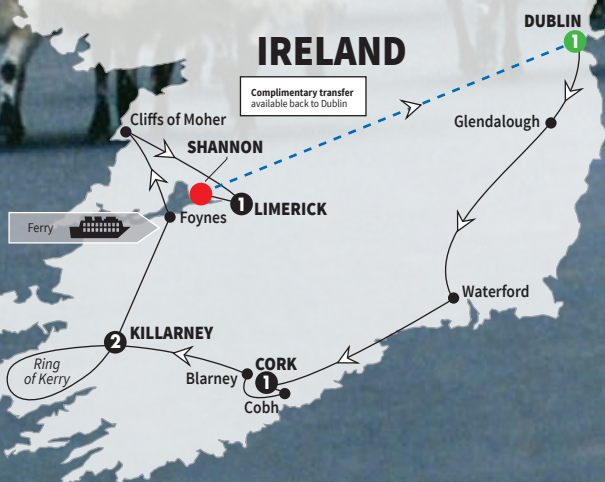 DUBLIN
1
IRELAND
Complimentary transfer
available back to Dublin
Glendalough
Cliffs of Moher
SHANNON
1
LIMERICK
Foynes
Ferry
Waterford
KILLARNEY
2
Ring
of Kerry
CORK
Blarney
1
Cobh